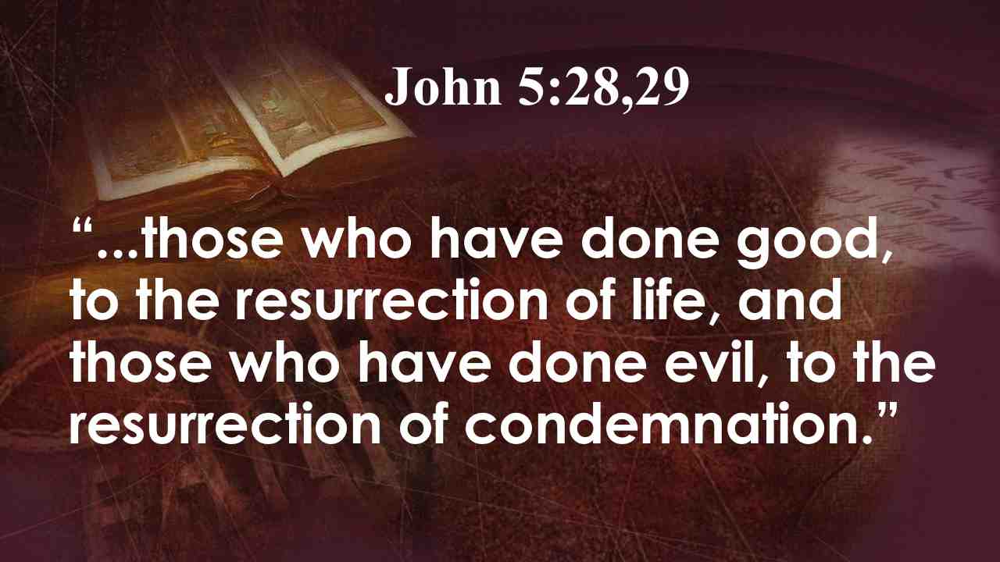 John 5:28,29
“...those who have done good,
to the resurrection of life, and
those who have done evil, to the
resurrection of condemnation.”